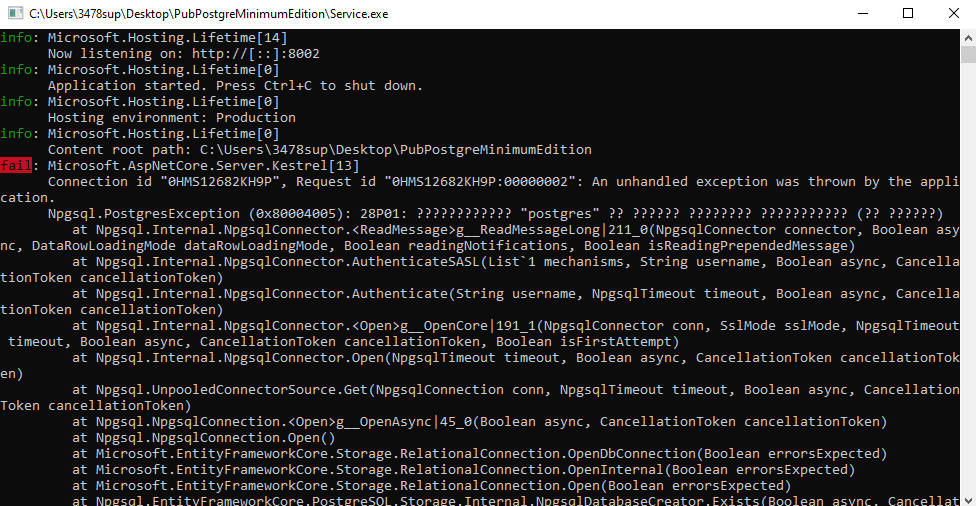 C:\Users\3478sup\Desktop\PubPostgreMinimumEdition\Service.exe
info: Microsoft.Hosting.Lifetime[14]
      Now listening on: http://[::]:8002
info: Microsoft.Hosting.Lifetime[0]
      Application started. Press Ctrl+C to shut down.
info: Microsoft.Hosting.Lifetime[0]
      Hosting environment: Production
info: Microsoft.Hosting.Lifetime[0]
      Content root path: C:\Users\3478sup\Desktop\PubPostgreMinimumEdition
fail: Microsoft.AspNetCore.Server.Kestrel[13]
      Connection id "0HMS12682KH9P", Request id "0HMS12682KH9P:00000002": An unhandled exception was thrown by the appli
cation.
      Npgsql.PostgresException (0x80004005): 28P01: ???????????? "postgres" ?? ?????? ???????? ??????????? (?? ??????)
         at Npgsql.Internal.NpgsqlConnector.<ReadMessage>g__ReadMessageLong|211_0(NpgsqlConnector connector, Boolean asy
nc, DataRowLoadingMode dataRowLoadingMode, Boolean readingNotifications, Boolean isReadingPrependedMessage)
         at Npgsql.Internal.NpgsqlConnector.AuthenticateSASL(List`1 mechanisms, String username, Boolean async, Cancella
tionToken cancellationToken)
         at Npgsql.Internal.NpgsqlConnector.Authenticate(String username, NpgsqlTimeout timeout, Boolean async, Cancella
tionToken cancellationToken)
         at Npgsql.Internal.NpgsqlConnector.<Open>g__OpenCore|191_1(NpgsqlConnector conn, SslMode sslMode, NpgsqlTimeout
 timeout, Boolean async, CancellationToken cancellationToken, Boolean isFirstAttempt)
         at Npgsql.Internal.NpgsqlConnector.Open(NpgsqlTimeout timeout, Boolean async, CancellationToken cancellationTok
en)
         at Npgsql.UnpooledConnectorSource.Get(NpgsqlConnection conn, NpgsqlTimeout timeout, Boolean async, Cancellation
Token cancellationToken)
         at Npgsql.NpgsqlConnection.<Open>g__OpenAsync|45_0(Boolean async, CancellationToken cancellationToken)
         at Npgsql.NpgsqlConnection.Open()
         at Microsoft.EntityFrameworkCore.Storage.RelationalConnection.OpenDbConnection(Boolean errorsExpected)
         at Microsoft.EntityFrameworkCore.Storage.RelationalConnection.OpenInternal(Boolean errorsExpected)
         at Microsoft.EntityFrameworkCore.Storage.RelationalConnection.Open(Boolean errorsExpected)
         at Npgsql.EntityFrameworkCore.PostgreSQL.Storage.Internal.NpgsqlDatabaseCreator.Exists(Boolean async, Cancellat